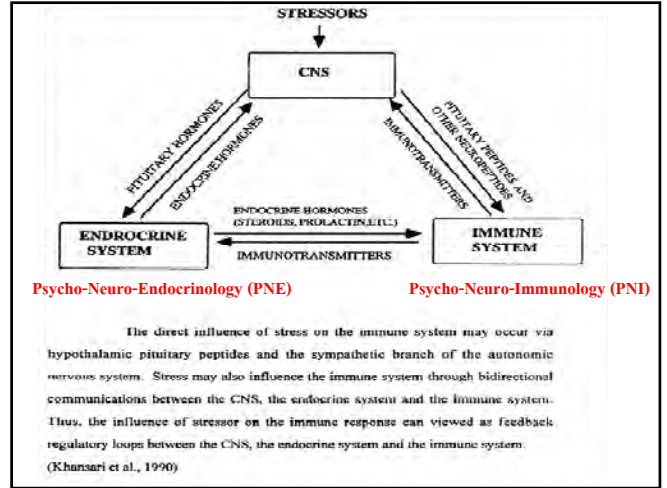 STRESSORS
CNS
PITUITARY HORMONES
ENDOCRINE HORMONES
IMMUNOTRANSMITTERS
PITUITARY PEPTIDES AND
OTHER NEUROPEPTIDES
ENDOCRINE HORMONES
(STEROIDS, PROLACTIN,ETC.)
IMMUNOTRANSMITTERS
ENDROCRINE
SYSTEM
IMMUNE
SYSTEM
Psycho-Neuro-Endocrinology (PNE)
Psycho-Neuro-Immunology (PNI)
The direct influence of stress on the immune system may occur via
hypothalamic pituitary peptides and the sympathetic branch of the autonomic
nervous system. Stress may also influence the immune system through bidirectional
communications between the CNS, the endocrine system and the immune system.
Thus, the influence of stressor on the immune response can viewed as feedback
regulatory loops between the CNS, the endocrine system and the immune system.
(Khansari et al., 1990)